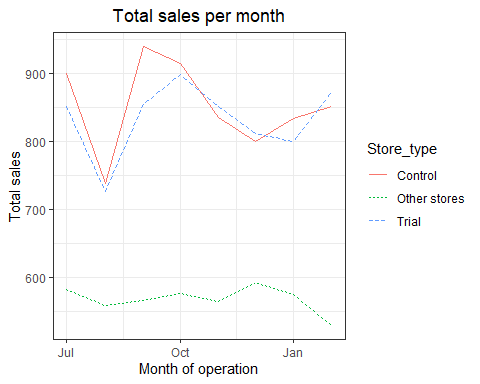 Total sales per month
Total sales
900
800
700
600
Jul
Oct
Jan
Month of operation
Store_type
Control
Other stores
Trial